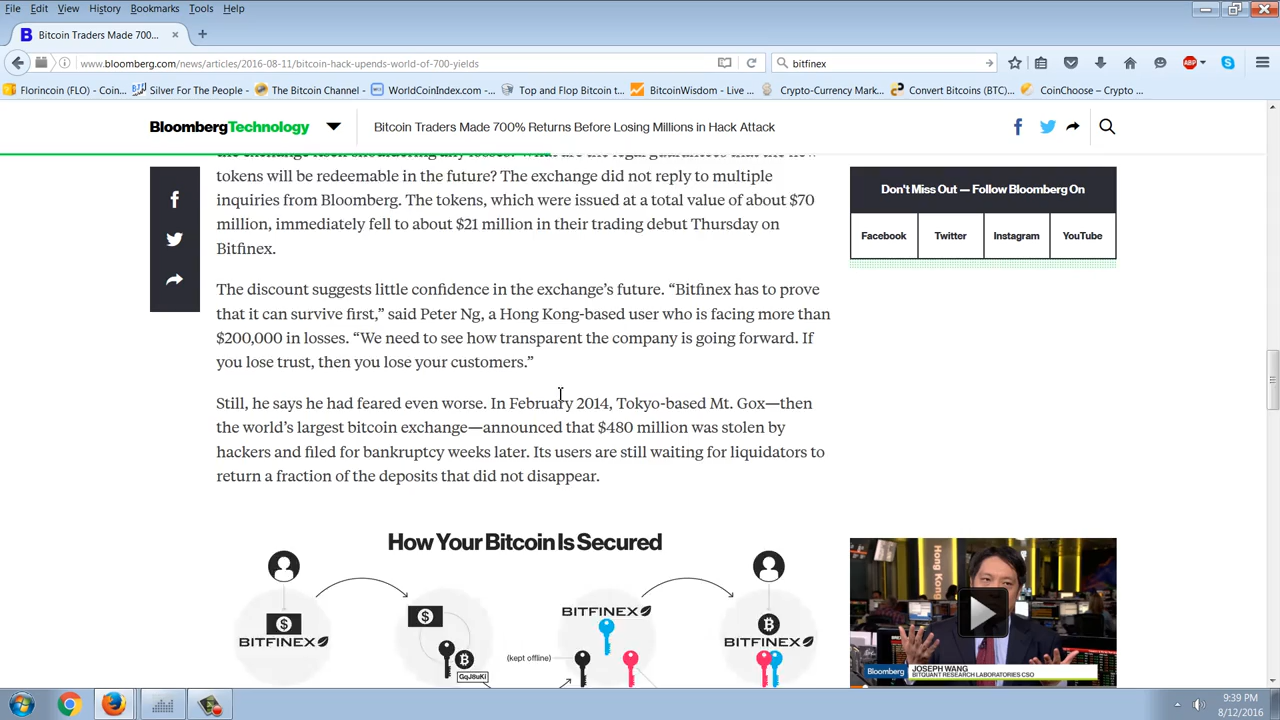 File Edit View History Bookmarks Tools Help
Bitcoin Traders Made 700...
www.bloomberg.com/news/articles/2016-08-11/bitcoin-hack-upends-world-of-700-yields
bitfinex
Florincoin (FLO) - Coin... Silver For The People - The Bitcoin Channel - WorldCoinIndex.com -... Top and Flop Bitcoin t... BitcoinWisdom - Live ... Crypto-Currency Mark... Convert Bitcoins (BTC)... CoinChoose – Crypto ...
BloombergTechnology
Bitcoin Traders Made 700% Returns Before Losing Millions in Hack Attack
the exchange itself shouldering any losses? What are the legal guarantees that the new
tokens will be redeemable in the future? The exchange did not reply to multiple
inquiries from Bloomberg. The tokens, which were issued at a total value of about $70
million, immediately fell to about $21 million in their trading debut Thursday on
Bitfinex.
The discount suggests little confidence in the exchange’s future. “Bitfinex has to prove
that it can survive first,” said Peter Ng, a Hong Kong-based user who is facing more than
$200,000 in losses. “We need to see how transparent the company is going forward. If
you lose trust, then you lose your customers.”
Still, he says he had feared even worse. In February 2014, Tokyo-based Mt. Gox—then
the world’s largest bitcoin exchange—announced that $480 million was stolen by
hackers and filed for bankruptcy weeks later. Its users are still waiting for liquidators to
return a fraction of the deposits that did not disappear.
Don't Miss Out — Follow Bloomberg On
Facebook Twitter Instagram YouTube
How Your Bitcoin Is Secured
BITFINEX
GqJ8uKi
BITFINEX
(kept offline)
BITFINEX
Hong Kong
Bloomberg
JOSEPH WANG
BITQUANT RESEARCH LABORATORIES CSO
9:39 PM
8/12/2016